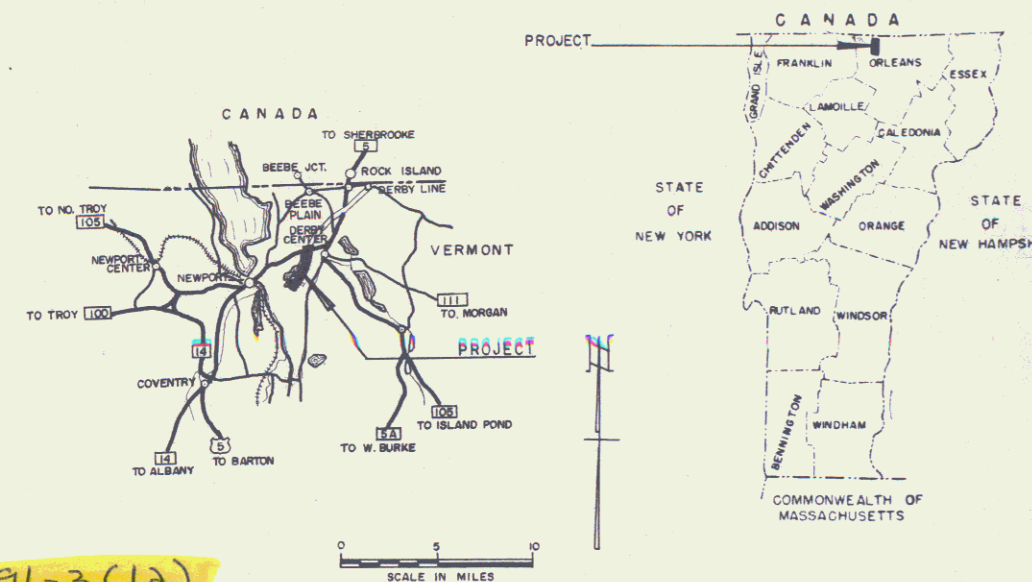 CANADA
TO SHERBROOKE
5
BEEBE JCT.
ROCK ISLAND
DERBY LINE
BEEBE
PLAIN
DERBY
CENTER
TO NO. TROY
105
VERMONT
NEWPORT
CENTER
NEWPORT
111
TO. MORGAN
TO TROY 100
14
PROJECT
COVENTRY
105
TO ISLAND POND
5A
TO W. BURKE
5
TO BARTON
14
TO ALBANY
N
0 5 10
SCALE IN MILES
91-3(12)
CANADA
PROJECT
GRAND ISLE
FRANKLIN
ORLEANS
ESSEX
LAMOILLE
CALEDONIA
CHITTENDEN
WASHINGTON
STATE
OF
NEW YORK
ADDISON
ORANGE
STATE
OF
NEW HAMPSH
RUTLAND
WINDSOR
BENNINGTON
WINDHAM
COMMONWEALTH OF
MASSACHUSETTS